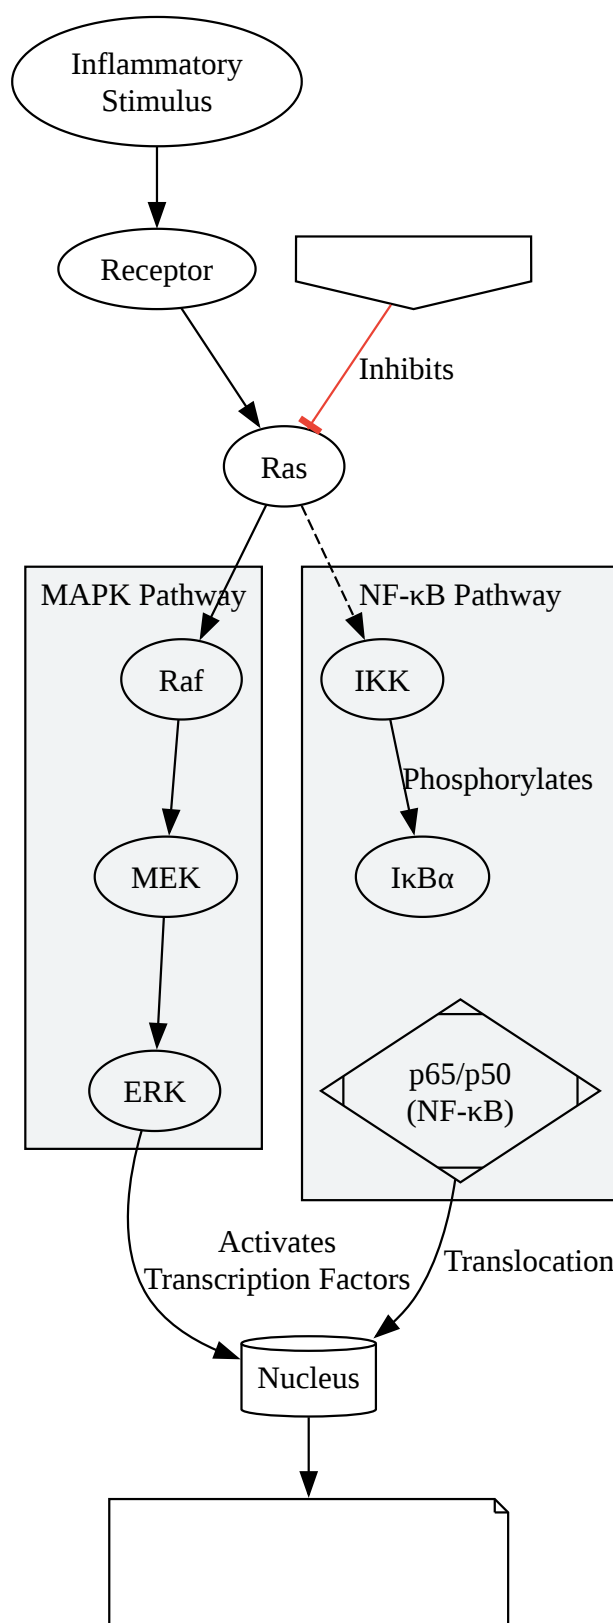 Inflammatory
Stimulus
Receptor
Inhibits
Ras
MAPK Pathway
NF-κB Pathway
Raf
IKK
Phosphorylates
MEK
IκBα
p65/p50
(NF-κB)
ERK
Activates
Transcription Factors
Translocation
Nucleus